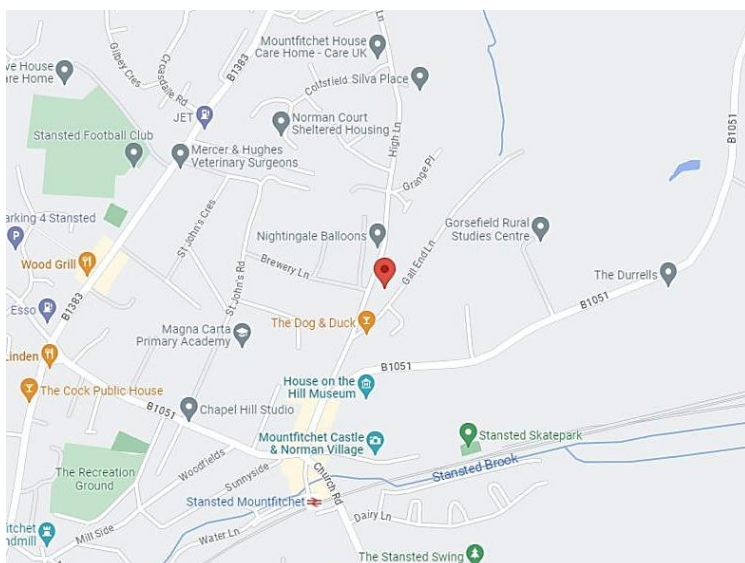 Ln
Mountfitchet House
Care Home - Care UK
Gilbey Cres
Croasdaile Rd
B1383
Coltsfield
Silva Place
ve House
are Home
JET
Norman Court
Sheltered Housing
High Ln
Stansted Football Club
Mercer & Hughes
Veterinary Surgeons
B1051
Grange Pl
arking 4 Stansted
St John's Cres
Nightingale Balloons
Gall End Ln
Gorsefield Rural
Studies Centre
Wood Grill
St John's Rd
Brewery Ln
The Durrells
Esso
B1383
B1051
The Dog & Duck
Magna Carta
Primary Academy
Linden
B1051
The Cock Public House
House on the
Hill Museum
B1051
Chapel Hill Studio
Mountfitchet Castle
& Norman Village
Stansted Skatepark
The Recreation
Ground
Woodfields
Sunnyside
Church Rd
Stansted Brook
Stansted Mountfitchet
Mill Side
Water Ln
Dairy Ln
itchet
ndmill
The Stansted Swing